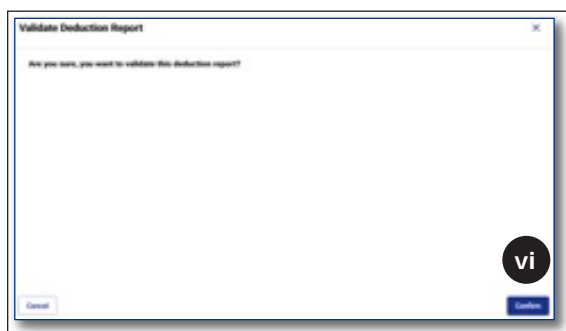 Validate Deduction Report
Are you sure, you want to validate this deduction report?
vi
Cancel
Confirm